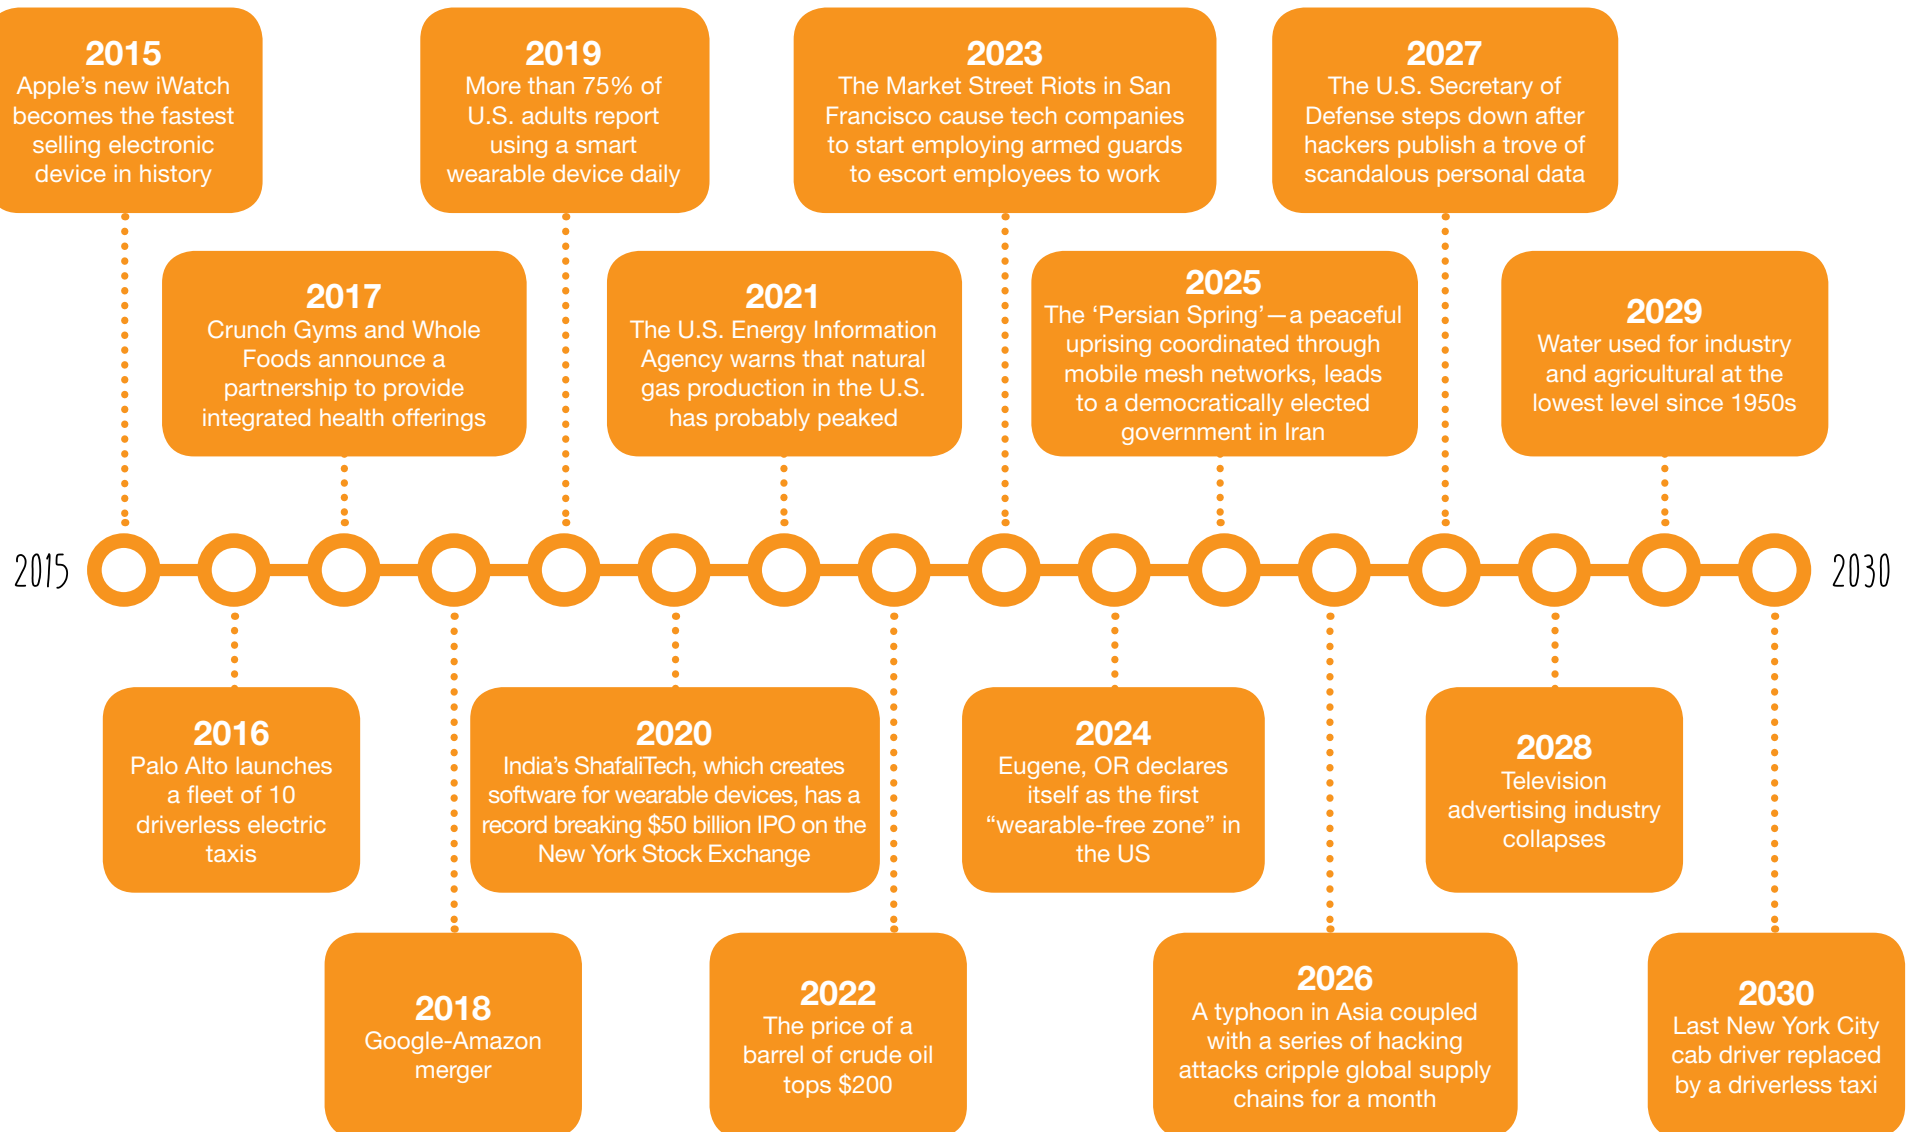 2015
Apple's new iWatch
becomes the fastest
selling electronic
device in history
2019
More than 75% of
U.S. adults report
using a smart
wearable device daily
2023
The Market Street Riots in San
Francisco cause tech companies
to start employing armed guards
to escort employees to work
2027
The U.S. Secretary of
Defense steps down after
hackers publish a trove of
scandalous personal data
2017
Crunch Gyms and Whole
Foods announce a
partnership to provide
integrated health offerings
2021
The U.S. Energy Information
Agency warns that natural
gas production in the U.S.
has probably peaked
2025
The ‘Persian Spring’—a peaceful
uprising coordinated through
mobile mesh networks, leads
to a democratically elected
government in Iran
2029
Water used for industry
and agricultural at the
lowest level since 1950s
2015
2030
2016
Palo Alto launches
a fleet of 10
driverless electric
taxis
2020
India's ShafaliTech, which creates
software for wearable devices, has a
record breaking $50 billion IPO on the
New York Stock Exchange
2024
Eugene, OR declares
itself as the first
“wearable-free zone” in
the US
2028
Television
advertising industry
collapses
2018
Google-Amazon
merger
2022
The price of a
barrel of crude oil
tops $200
2026
A typhoon in Asia coupled
with a series of hacking
attacks cripple global supply
chains for a month
2030
Last New York City
cab driver replaced
by a driverless taxi